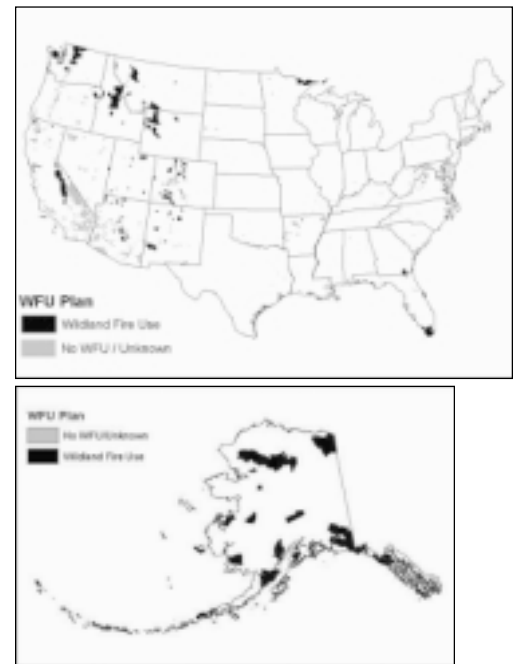 WFU Plan
Wildland Fire Use
No WFU / Unknown
WFU Plan
No WFU/Unknown
Wildland Fire Use